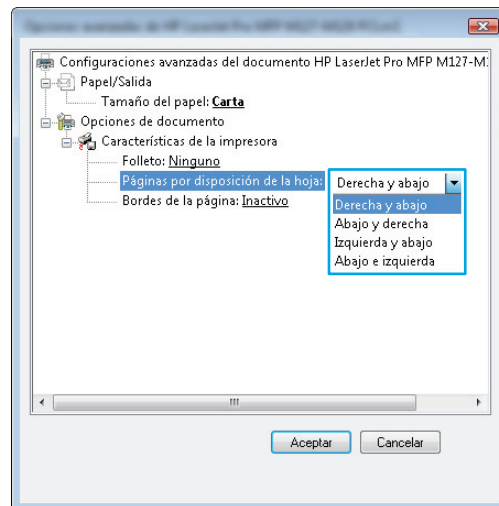 Configuraciones avanzadas del documento HP LaserJet Pro MFP M127-M
Papel/Salida
Tamaño del papel: Carta
Opciones de documento
Características de la impresora
Folleto: Ninguno
Páginas por disposición de la hoja: Derecha y abajo
Derecha y abajo
Bordes de la página: Inactivo
Abajo y derecha
Izquierda y abajo
Abajo e izquierda
Aceptar Cancelar